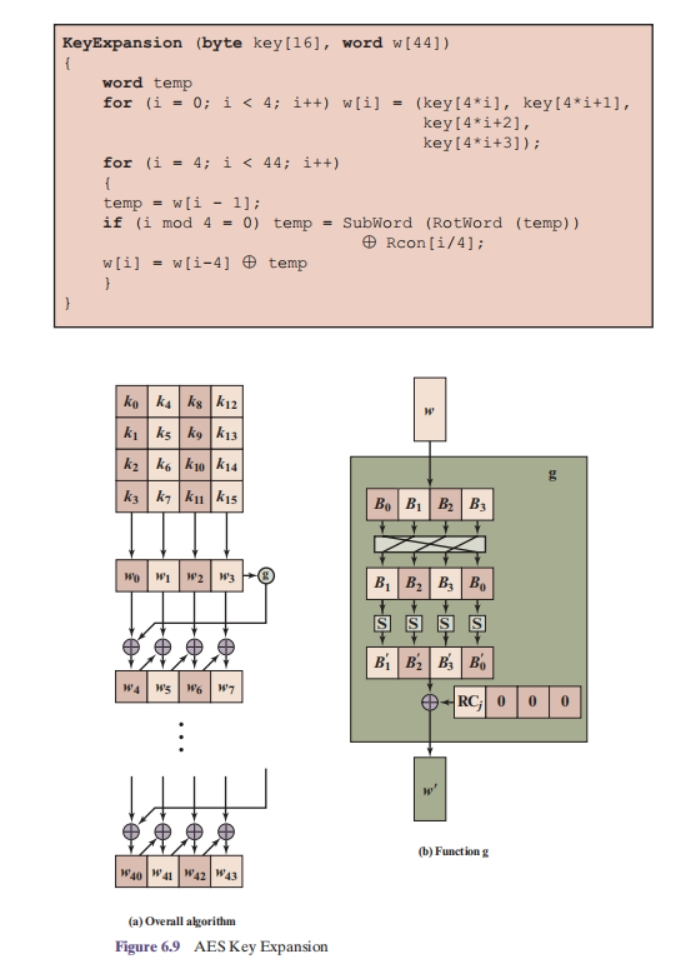 KeyExpansion (byte key[16], word w[44])
{
word temp
for (i = 0; i < 4; i++) w[i] = (key[4*i], key[4*i+1],
key[4*i+2],
key[4*i+3]);
for (i = 4; i < 44; i++)
{
temp = w[i - 1];
if (i mod 4 = 0) temp = SubWord (RotWord (temp))
⊕ Rcon[i/4];
w[i] = w[i-4] ⊕ temp
}
}
k0 k4 k8 k12
k1 k5 k9 k13
k2 k6 k10 k14
k3 k7 k11 k15
w0 w1 w2 w3 g
w4 w5 w6 w7
w40 w41 w42 w43
(a) Overall algorithm
w
g
B0 B1 B2 B3
B1 B2 B3 B0
S S S S
B′1 B′2 B′3 B′0
RCj 0 0 0
w′
(b) Function g
Figure 6.9 AES Key Expansion